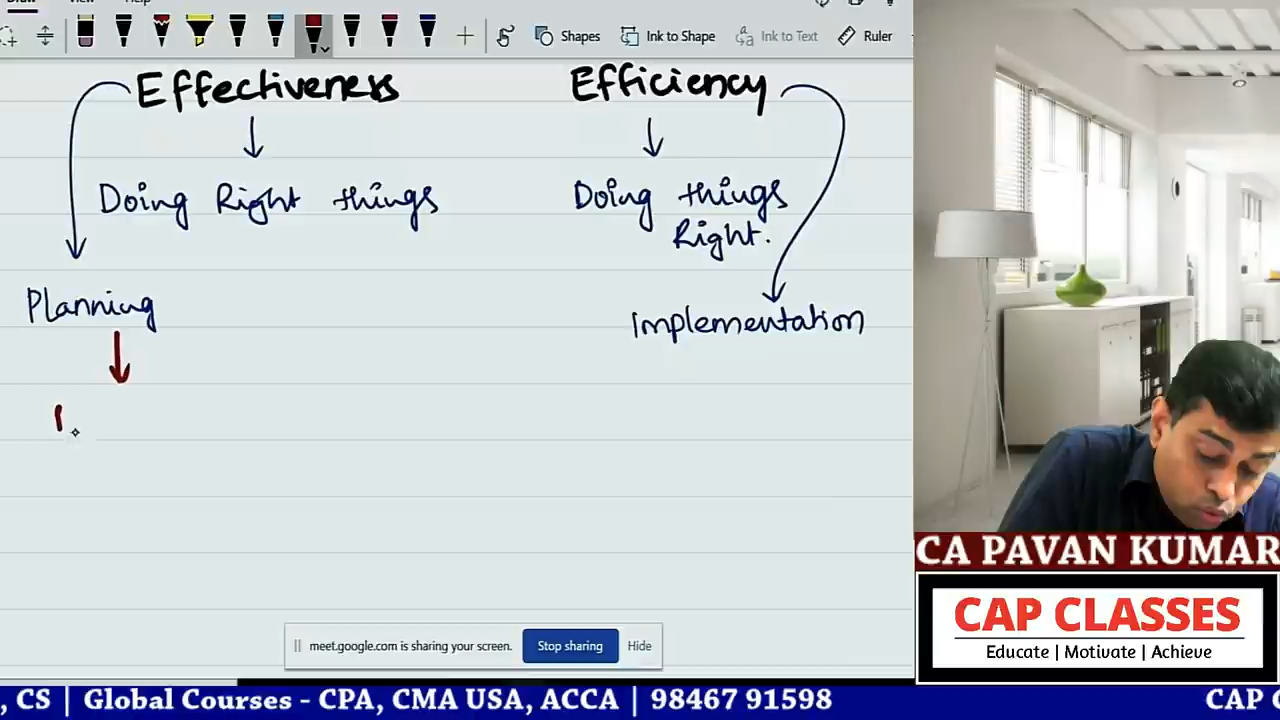 Shapes
Ink to Shape
Ink to Text
Ruler
Effectiveness
Efficiency
Doing Right things
Doing things
Right.
Planning
Implementation
meet.google.com is sharing your screen.
Stop sharing
Hide
CA PAVAN KUMAR
CAP CLASSES
Educate | Motivate | Achieve
, CS | Global Courses - CPA, CMA USA, ACCA | 98467 91598
CAP